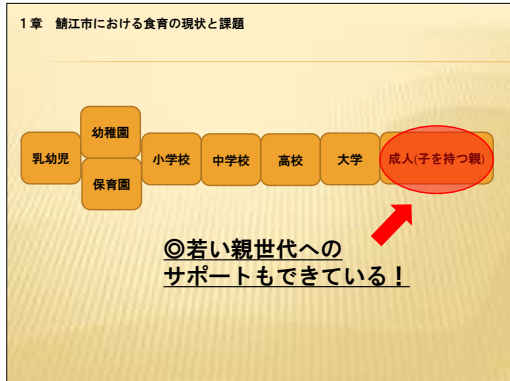 1章 鯖江市における食育の現状と課題
乳幼児
幼稚園
保育園
小学校
中学校
高校
大学
成人(子を持つ親)
◎若い親世代への
サポートもできている！